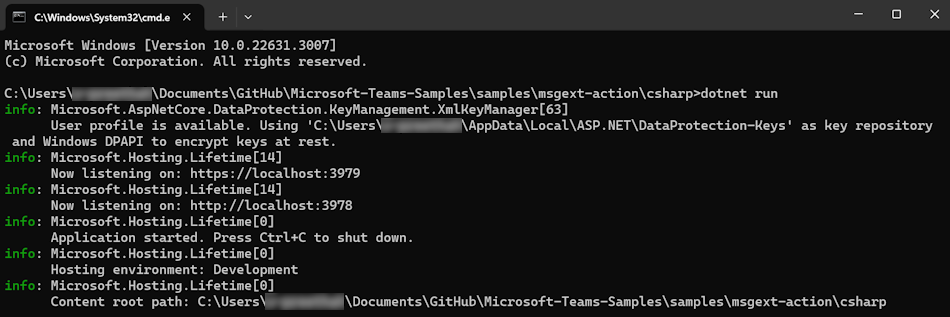 C:\Windows\System32\cmd.e
Microsoft Windows [Version 10.0.22631.3007]
(c) Microsoft Corporation. All rights reserved.
C:\Users\ \Documents\GitHub\Microsoft-Teams-Samples\samples\msgext-action\csharp>dotnet run
info: Microsoft.AspNetCore.DataProtection.KeyManagement.XmlKeyManager[63]
User profile is available. Using 'C:\Users\ \AppData\Local\ASP.NET\DataProtection-Keys' as key repository
and Windows DPAPI to encrypt keys at rest.
info: Microsoft.Hosting.Lifetime[14]
Now listening on: https://localhost:3979
info: Microsoft.Hosting.Lifetime[14]
Now listening on: http://localhost:3978
info: Microsoft.Hosting.Lifetime[0]
Application started. Press Ctrl+C to shut down.
info: Microsoft.Hosting.Lifetime[0]
Hosting environment: Development
info: Microsoft.Hosting.Lifetime[0]
Content root path: C:\Users\ \Documents\GitHub\Microsoft-Teams-Samples\samples\msgext-action\csharp